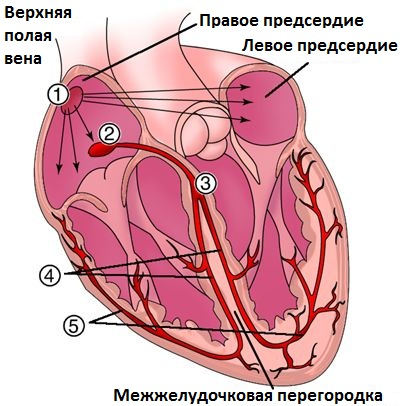 Верхняя
полая
вена
Правое предсердие
Левое предсердие
1
2
3
4
5
Межжелудочковая перегородка